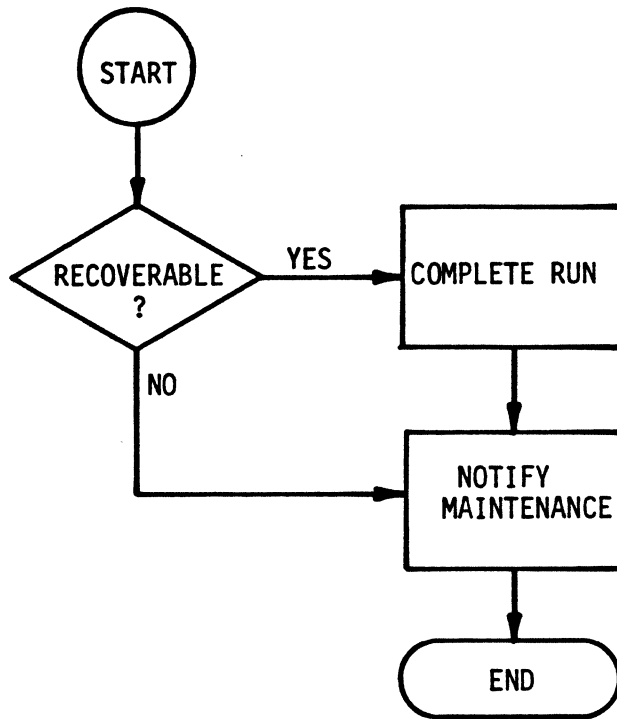 START
RECOVERABLE
?
YES
COMPLETE RUN
NO
NOTIFY
MAINTENANCE
END